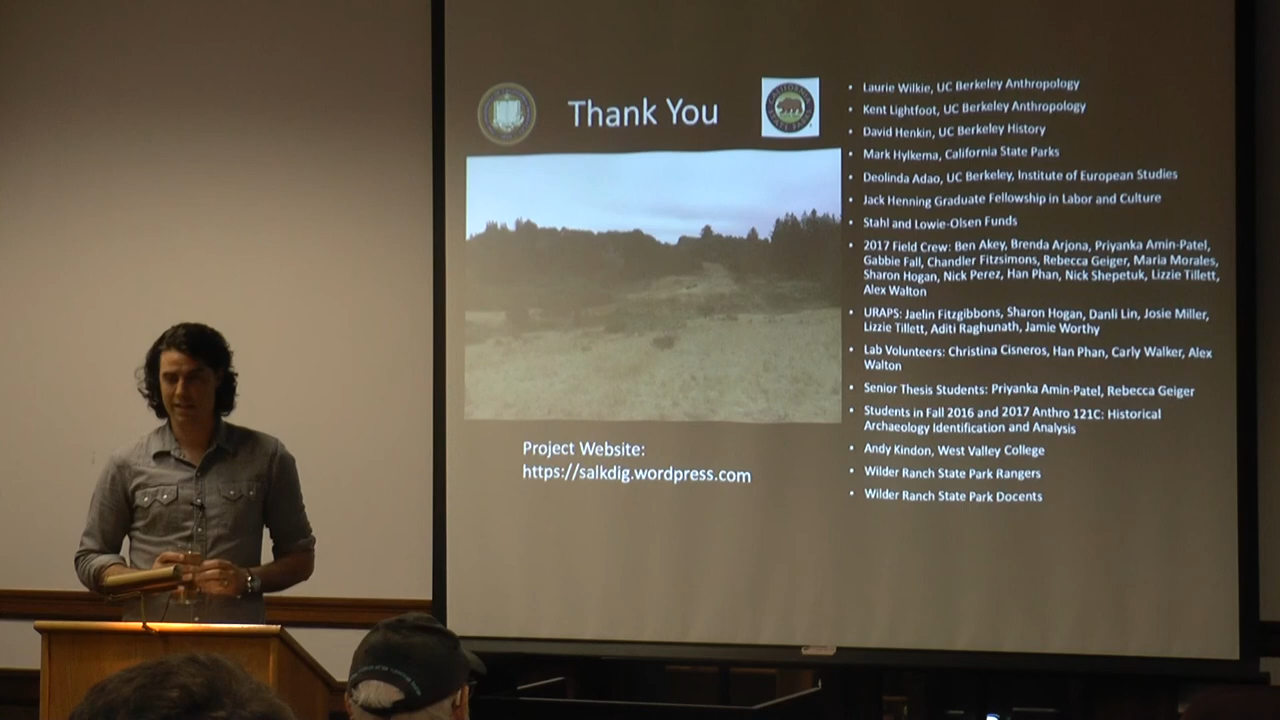 Thank You
CALIFORNIA
STATE PARKS
Project Website:
https://salkdig.wordpress.com
• Laurie Wilkie, UC Berkeley Anthropology
• Kent Lightfoot, UC Berkeley Anthropology
• David Henkin, UC Berkeley History
• Mark Hylkema, California State Parks
• Deolinda Adao, UC Berkeley, Institute of European Studies
• Jack Henning Graduate Fellowship in Labor and Culture
• Stahl and Lowie-Olsen Funds
• 2017 Field Crew: Ben Akey, Brenda Arjona, Priyanka Amin-Patel,
Gabbie Fall, Chandler Fitzsimons, Rebecca Geiger, Maria Morales,
Sharon Hogan, Nick Perez, Han Phan, Nick Shepetuk, Lizzie Tillett,
Alex Walton
• URAPS: Jaelin Fitzgibbons, Sharon Hogan, Danli Lin, Josie Miller,
Lizzie Tillett, Aditi Raghunath, Jamie Worthy
• Lab Volunteers: Christina Cisneros, Han Phan, Carly Walker, Alex
Walton
• Senior Thesis Students: Priyanka Amin-Patel, Rebecca Geiger
• Students in Fall 2016 and 2017 Anthro 121C: Historical
Archaeology Identification and Analysis
• Andy Kindon, West Valley College
• Wilder Ranch State Park Rangers
• Wilder Ranch State Park Docents